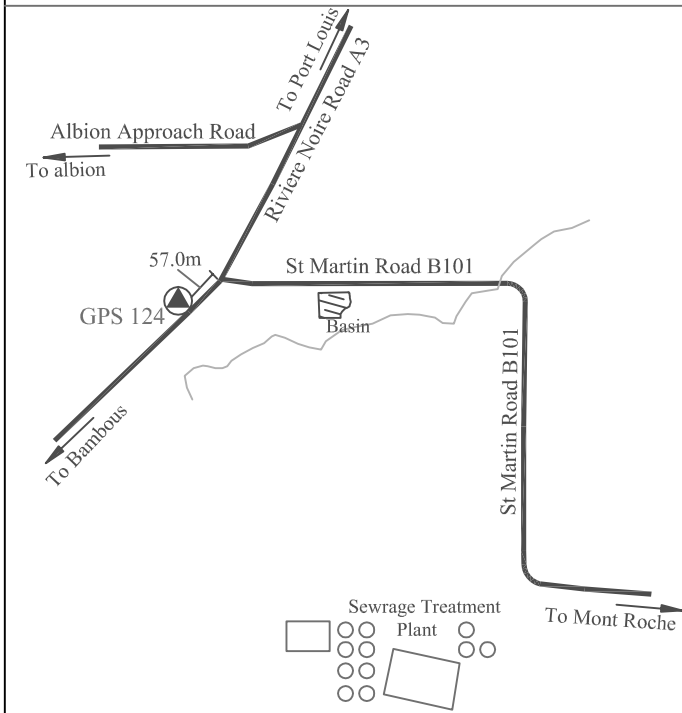 To Port Louis
Riviere Noire Road A3
Albion Approach Road
To albion
57.0m
St Martin Road B101
GPS 124
Basin
St Martin Road B101
To Bambous
Sewrage Treatment
Plant
To Mont Roche